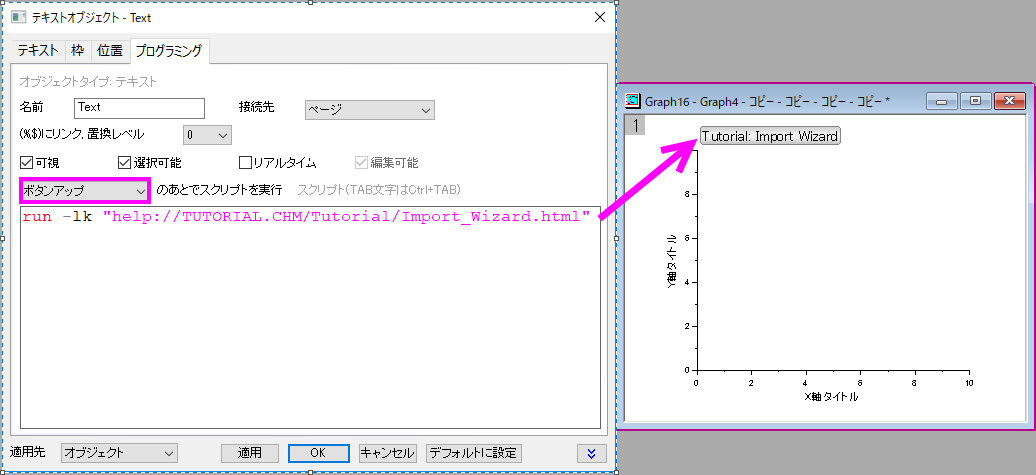 テキストオブジェクト - Text
テキスト 枠 位置 プログラミング
オブジェクトタイプ: テキスト
名前 Text 接続先 ページ
(%,$)にリンク, 置換レベル 0
可視 選択可能 リアルタイム 編集可能
ボタンアップ のあとでスクリプトを実行 スクリプト(TAB文字はCtrl+TAB)
run -lk "help://TUTORIAL.CHM/Tutorial/Import_Wizard.html"
適用先 オブジェクト 適用 OK キャンセル デフォルトに設定
Graph16 - Graph4 - コピー - コピー - コピー - コピー *
1
Tutorial: Import Wizard
8
6
4
2
0
Y軸タイトル
0 2 4 6 8 10
X軸タイトル